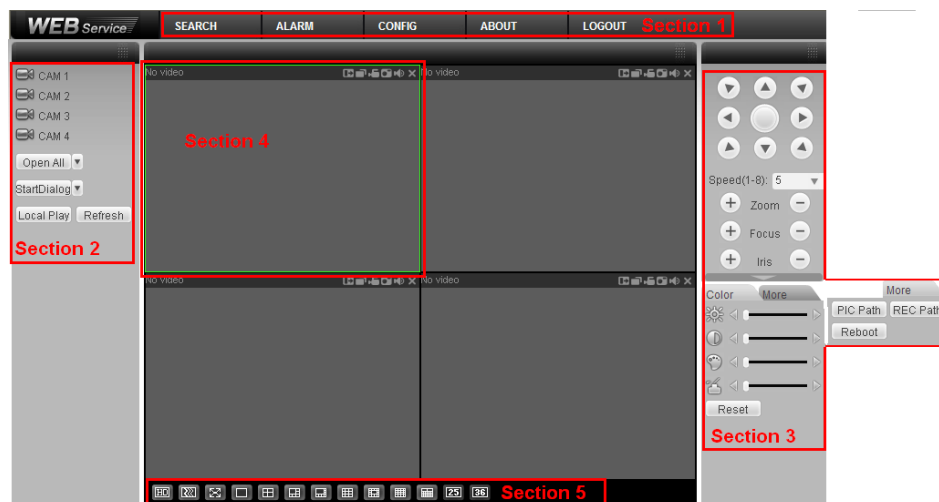 WEB Service
SEARCH ALARM CONFIG ABOUT LOGOUT Section 1
CAM 1
CAM 2
CAM 3
CAM 4
Open All
StartDialog
Local Play Refresh
Section 2
No video
No video
Section 4
No video
No video
HD
25 36 Section 5
Speed(1-8): 5
+ Zoom −
+ Focus −
+ Iris −
Color More
Reset
Section 3
More
PIC Path REC Path
Reboot